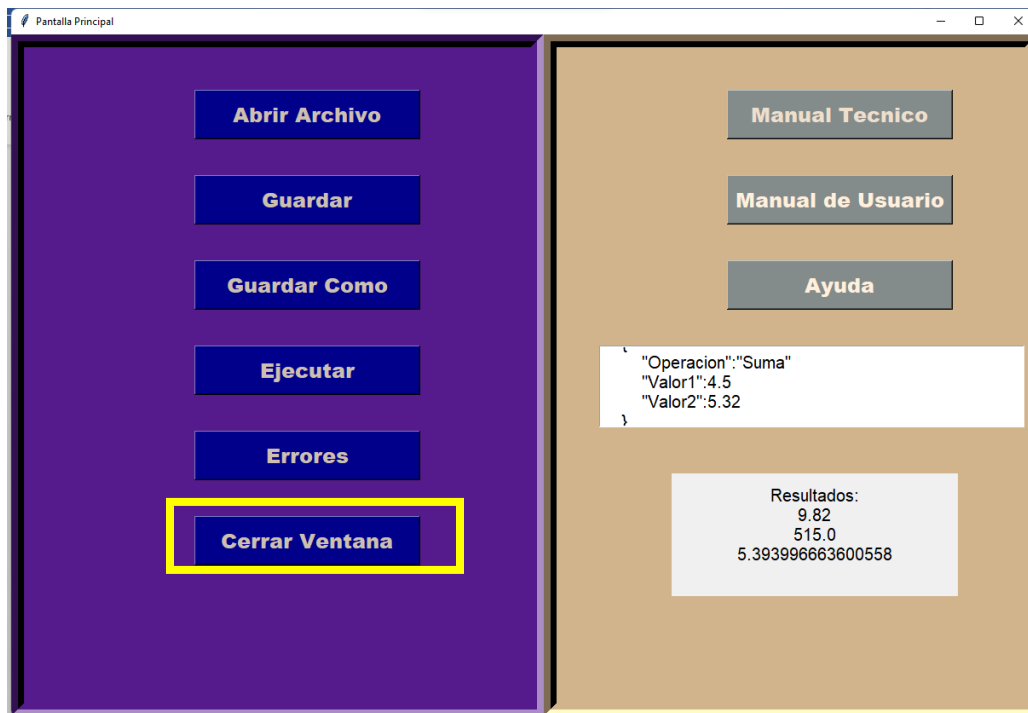 Pantalla Principal
Abrir Archivo
Guardar
Guardar Como
Ejecutar
Errores
Cerrar Ventana
Manual Tecnico
Manual de Usuario
Ayuda
{
"Operacion":"Suma"
"Valor1":4.5
"Valor2":5.32
}
Resultados:
9.82
515.0
5.393996663600558